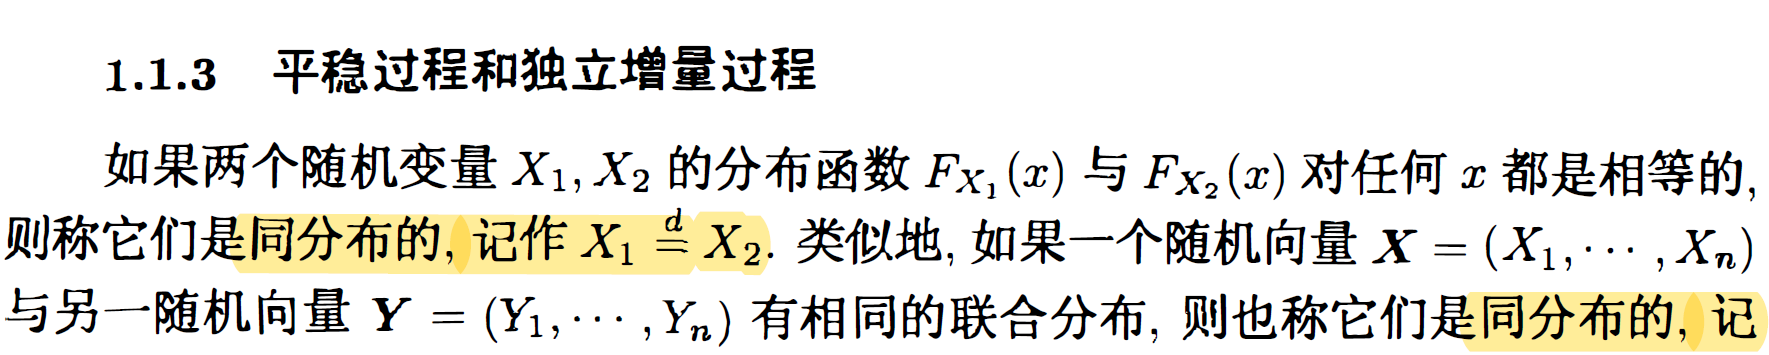 1.1.3 平稳过程和独立增量过程
如果两个随机变量 X₁, X₂ 的分布函数 F_{X₁}(x) 与 F_{X₂}(x) 对任何 x 都是相等的,
则称它们是同分布的, 记作 X₁ \stackrel{d}{=} X₂. 类似地, 如果一个随机向量 X = (X₁, ⋯ , Xₙ)
与另一随机向量 Y = (Y₁, ⋯ , Yₙ) 有相同的联合分布, 则也称它们是同分布的, 记